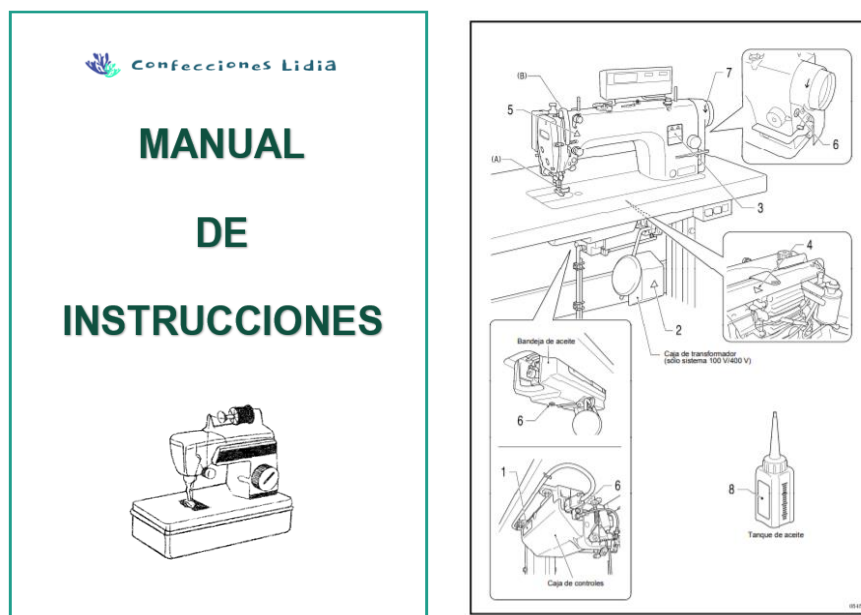 Confecciones Lidia
MANUAL
DE
INSTRUCCIONES
(B)
7
5
6
(A)
3
4
2
Caja de transformador
(sólo sistema 100 V/400 V)
Bandeja de aceite
6
1
6
8
Caja de controles
Tanque de aceite